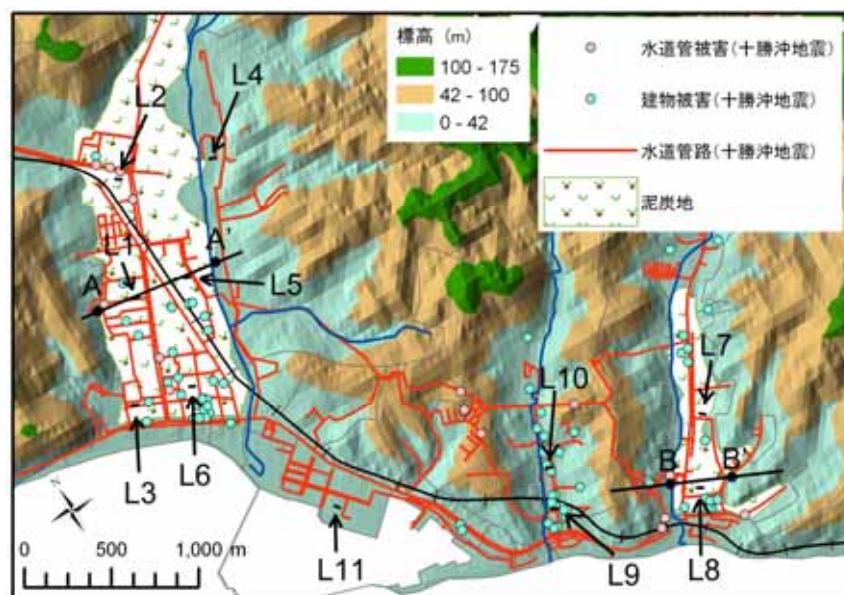 標高 (m)
100 - 175
42 - 100
0 - 42
水道管被害(十勝沖地震)
建物被害(十勝沖地震)
水道管路(十勝沖地震)
泥炭地
L4
L2
A'
L1
A
L5
L7
L10
B
B'
L3
L6
L11
L9
L8
N
0 500 1,000 m